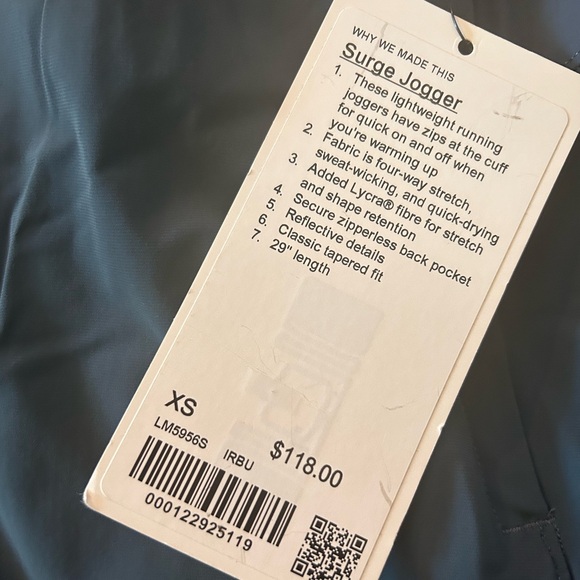 WHY WE MADE THIS
Surge Jogger
1. These lightweight running
joggers have zips at the cuff
for quick on and off when
you're warming up
2. Fabric is four-way stretch,
sweat-wicking, and quick-drying
3. Added Lycra® fibre for stretch
and shape retention
4. Secure zipperless back pocket
5. Reflective details
6. Classic tapered fit
7. 29" length
XS
LM5956S IRBU $118.00
000122925119